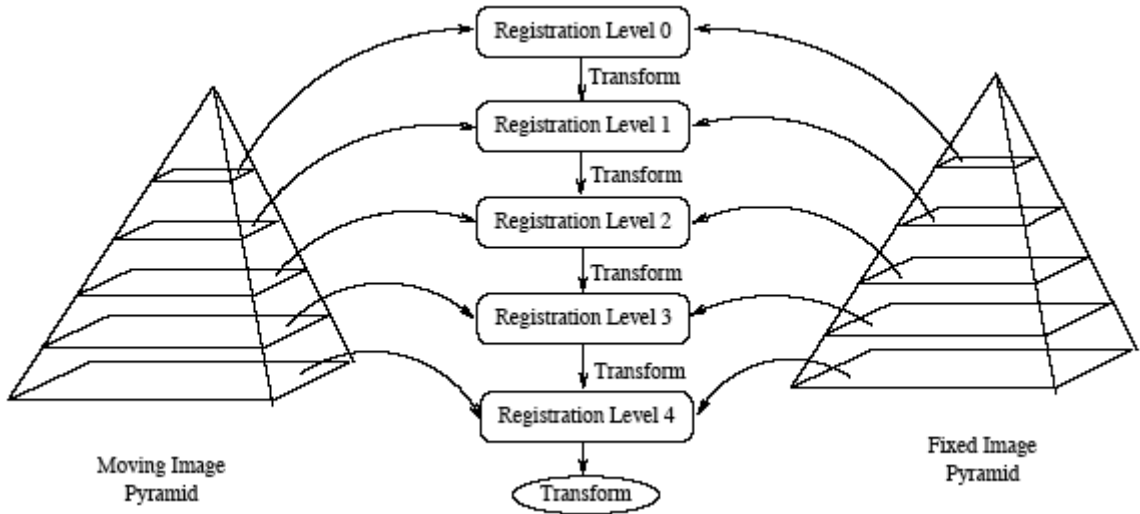 Registration Level 0
Transform
Registration Level 1
Transform
Registration Level 2
Transform
Registration Level 3
Transform
Registration Level 4
Transform
Moving Image
Pyramid
Fixed Image
Pyramid